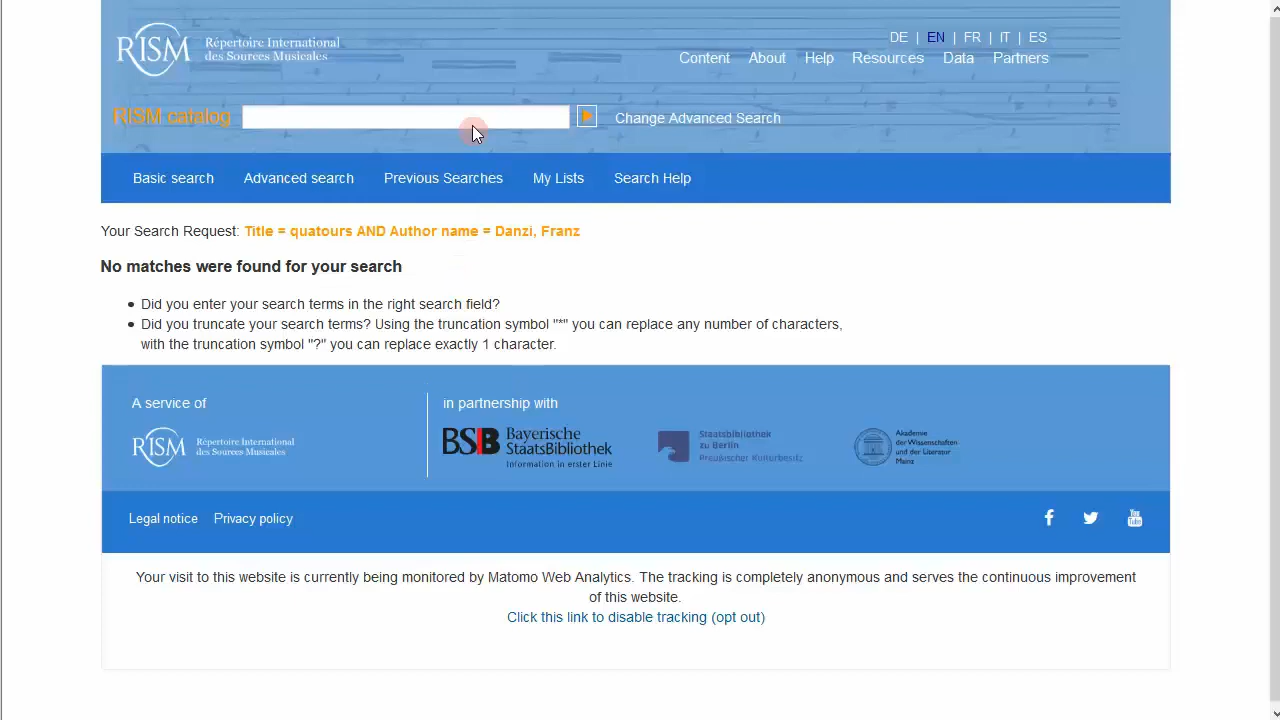 RISM Répertoire International
des Sources Musicales
DE | EN | FR | IT | ES
Content About Help Resources Data Partners
RISM catalog Change Advanced Search
Basic search Advanced search Previous Searches My Lists Search Help
Your Search Request: Title = quatours AND Author name = Danzi, Franz
No matches were found for your search
• Did you enter your search terms in the right search field?
• Did you truncate your search terms? Using the truncation symbol "*" you can replace any number of characters,
with the truncation symbol "?" you can replace exactly 1 character.
A service of
RISM Répertoire International
des Sources Musicales
in partnership with
BSB Bayerische
StaatsBibliothek
Information in erster Linie
Staatsbibliothek
zu Berlin
Preußischer Kulturbesitz
Akademie
der Wissenschaften
und der Literatur
Mainz
Legal notice Privacy policy
You
Tube
Your visit to this website is currently being monitored by Matomo Web Analytics. The tracking is completely anonymous and serves the continuous improvement
of this website.
Click this link to disable tracking (opt out)